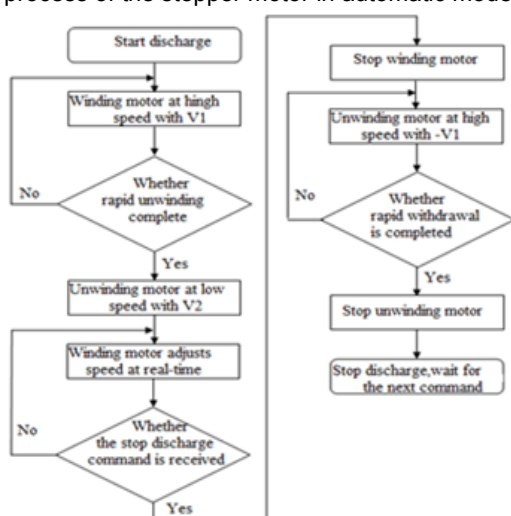 process of the stepper motor in automatic mode
Start discharge
Winding motor at hingh
speed with V1
Whether
rapid unwinding
complete
No
Yes
Unwinding motor at low
speed with V2
Winding motor adjusts
speed at real-time
Whether
the stop discharge
command is received
No
Yes
Stop winding motor
Unwinding motor at high
speed with -V1
Whether
rapid withdrawal
is completed
No
Yes
Stop unwinding motor
Stop discharge,wait for
the next command